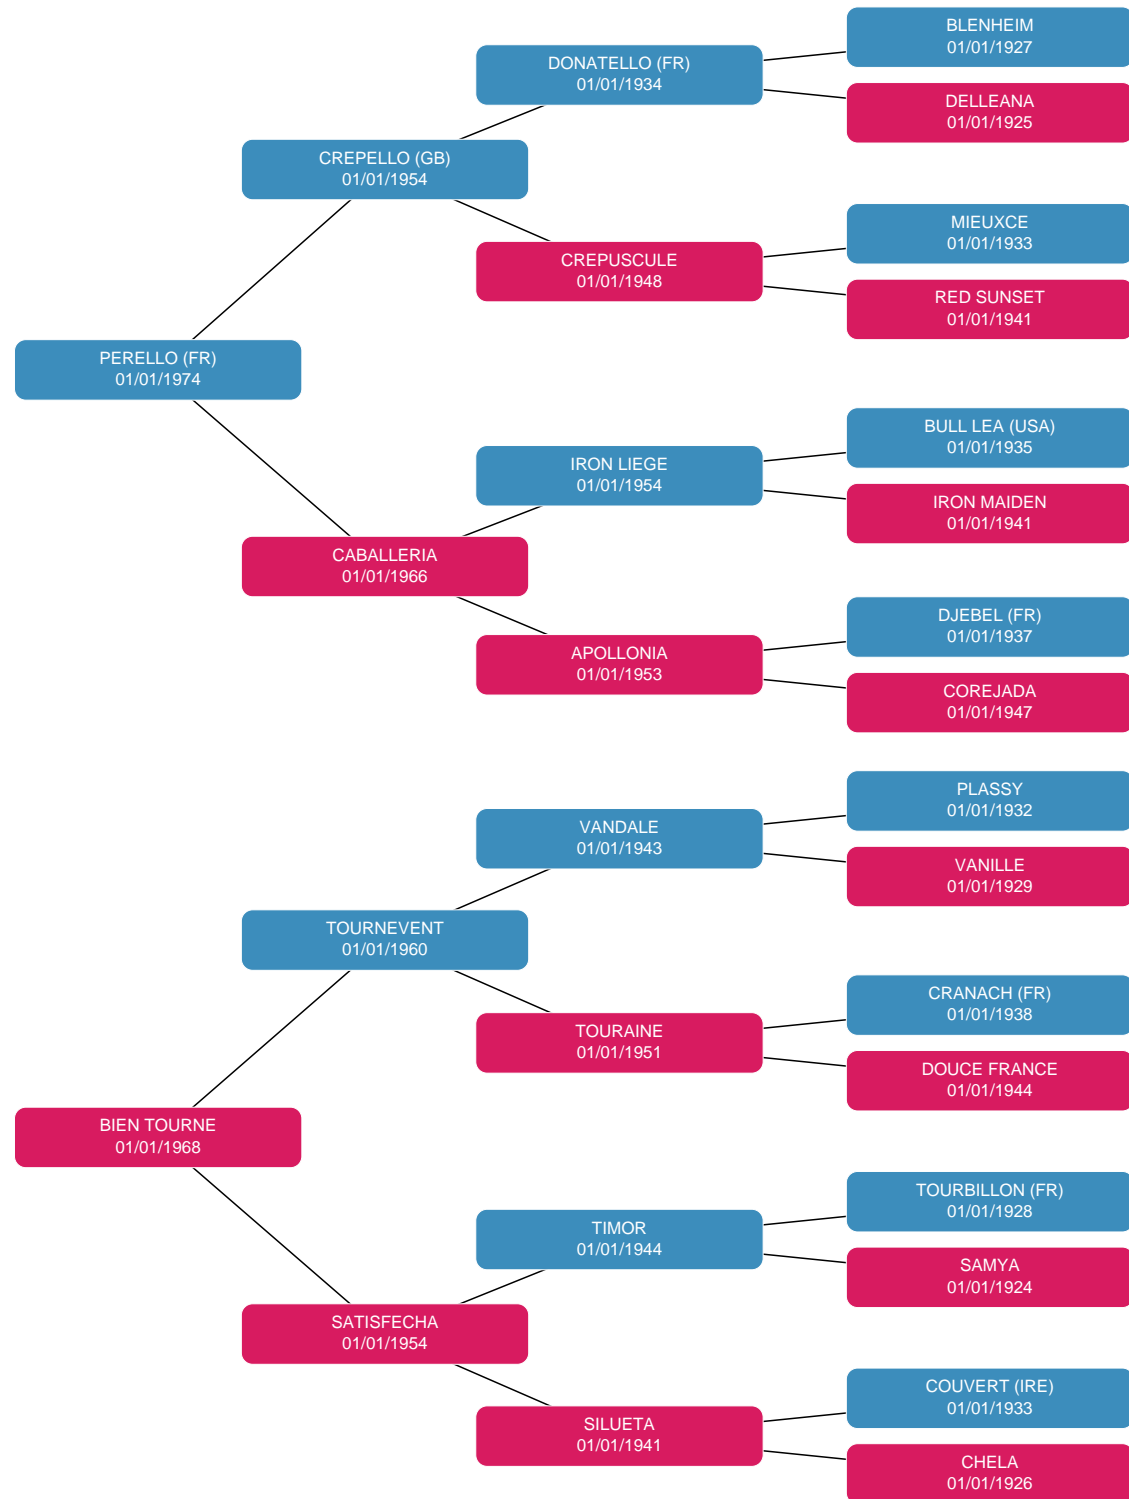 BLENHEIM
01/01/1927
DONATELLO (FR)
01/01/1934
DELLEANA
01/01/1925
CREPELLO (GB)
01/01/1954
MIEUXCE
01/01/1933
CREPUSCULE
01/01/1948
RED SUNSET
01/01/1941
PERELLO (FR)
01/01/1974
BULL LEA (USA)
01/01/1935
IRON LIEGE
01/01/1954
IRON MAIDEN
01/01/1941
CABALLERIA
01/01/1966
DJEBEL (FR)
01/01/1937
APOLLONIA
01/01/1953
COREJADA
01/01/1947
PLASSY
01/01/1932
VANDALE
01/01/1943
VANILLE
01/01/1929
TOURNEVENT
01/01/1960
CRANACH (FR)
01/01/1938
TOURAINE
01/01/1951
DOUCE FRANCE
01/01/1944
BIEN TOURNE
01/01/1968
TOURBILLON (FR)
01/01/1928
TIMOR
01/01/1944
SAMYA
01/01/1924
SATISFECHA
01/01/1954
COUVERT (IRE)
01/01/1933
SILUETA
01/01/1941
CHELA
01/01/1926